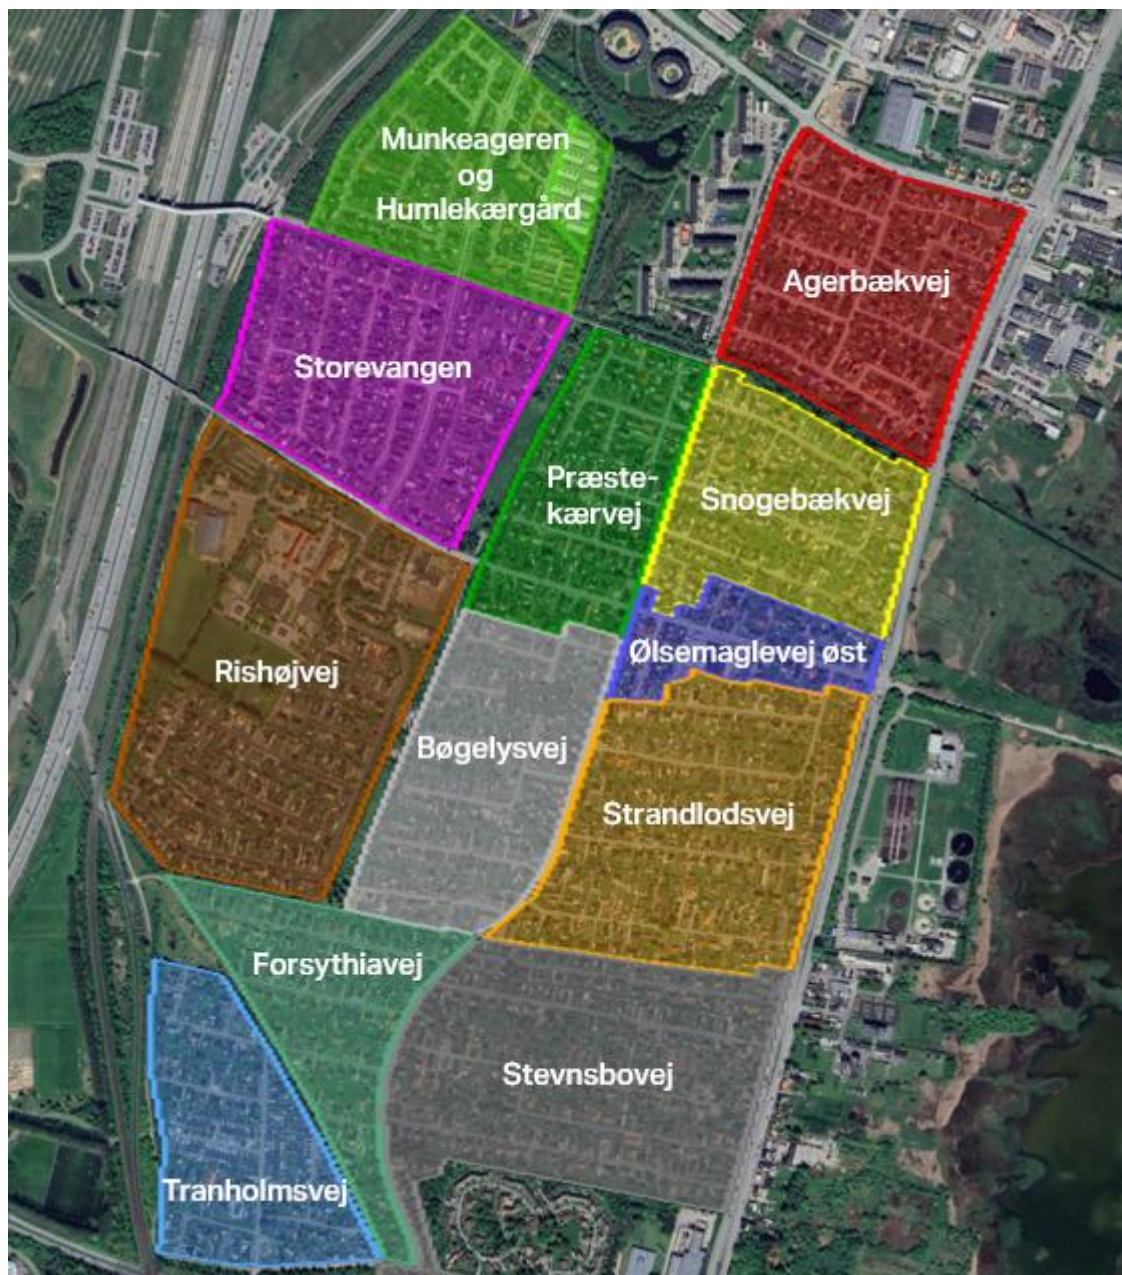 Munkeageren
og
Humlekærgård
Agerbækvej
Storevangen
Præste-
kærvej
Snogebækvej
Ølsemaglevej øst
Rishøjvej
Bøgelysvej
Strandlodsvej
Forsythiavej
Stevnsbovej
Tranholmsvej